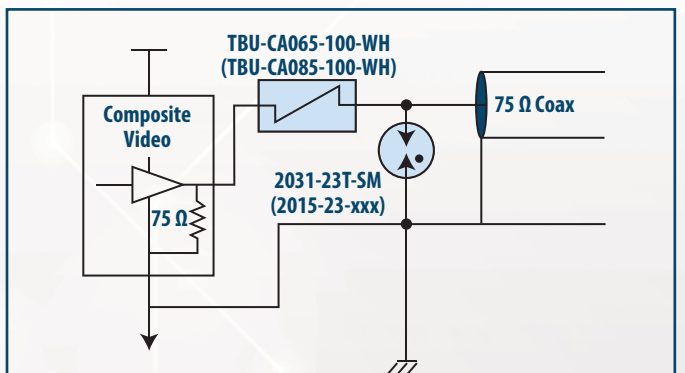 TBU-CA065-100-WH
(TBU-CA085-100-WH)
Composite
Video
75 Ω Coax
75 Ω
2031-23T-SM
(2015-23-xxx)